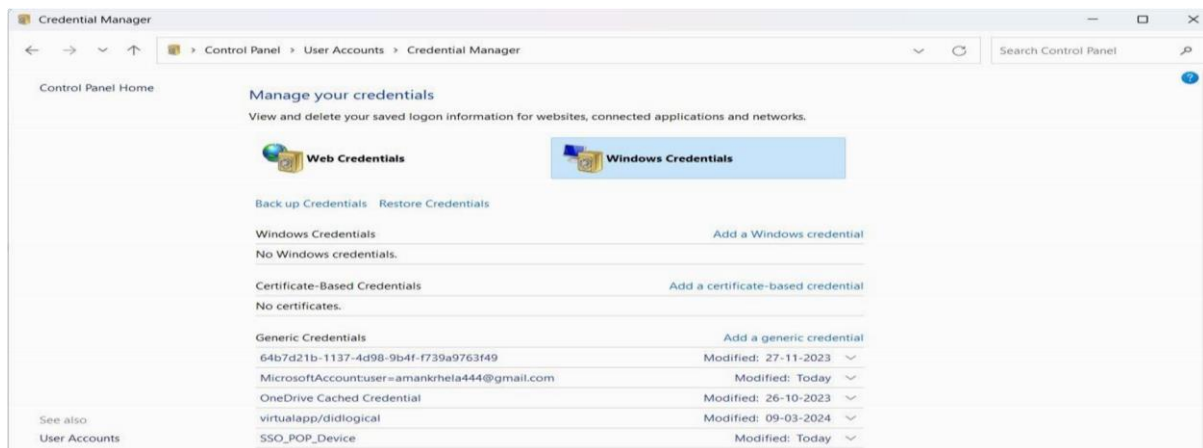 Credential Manager
Control Panel > User Accounts > Credential Manager
Search Control Panel
Control Panel Home
Manage your credentials
View and delete your saved logon information for websites, connected applications and networks.
Web Credentials Windows Credentials
Back up Credentials Restore Credentials
Windows Credentials Add a Windows credential
No Windows credentials.
Certificate-Based Credentials Add a certificate-based credential
No certificates.
Generic Credentials Add a generic credential
64b7d21b-1137-4d98-9b4f-f739a9763f49 Modified: 27-11-2023
MicrosoftAccount:user=amankrhela444@gmail.com Modified: Today
OneDrive Cached Credential Modified: 26-10-2023
virtualapp/didlogical Modified: 09-03-2024
SSO_POP_Device Modified: Today
See also
User Accounts